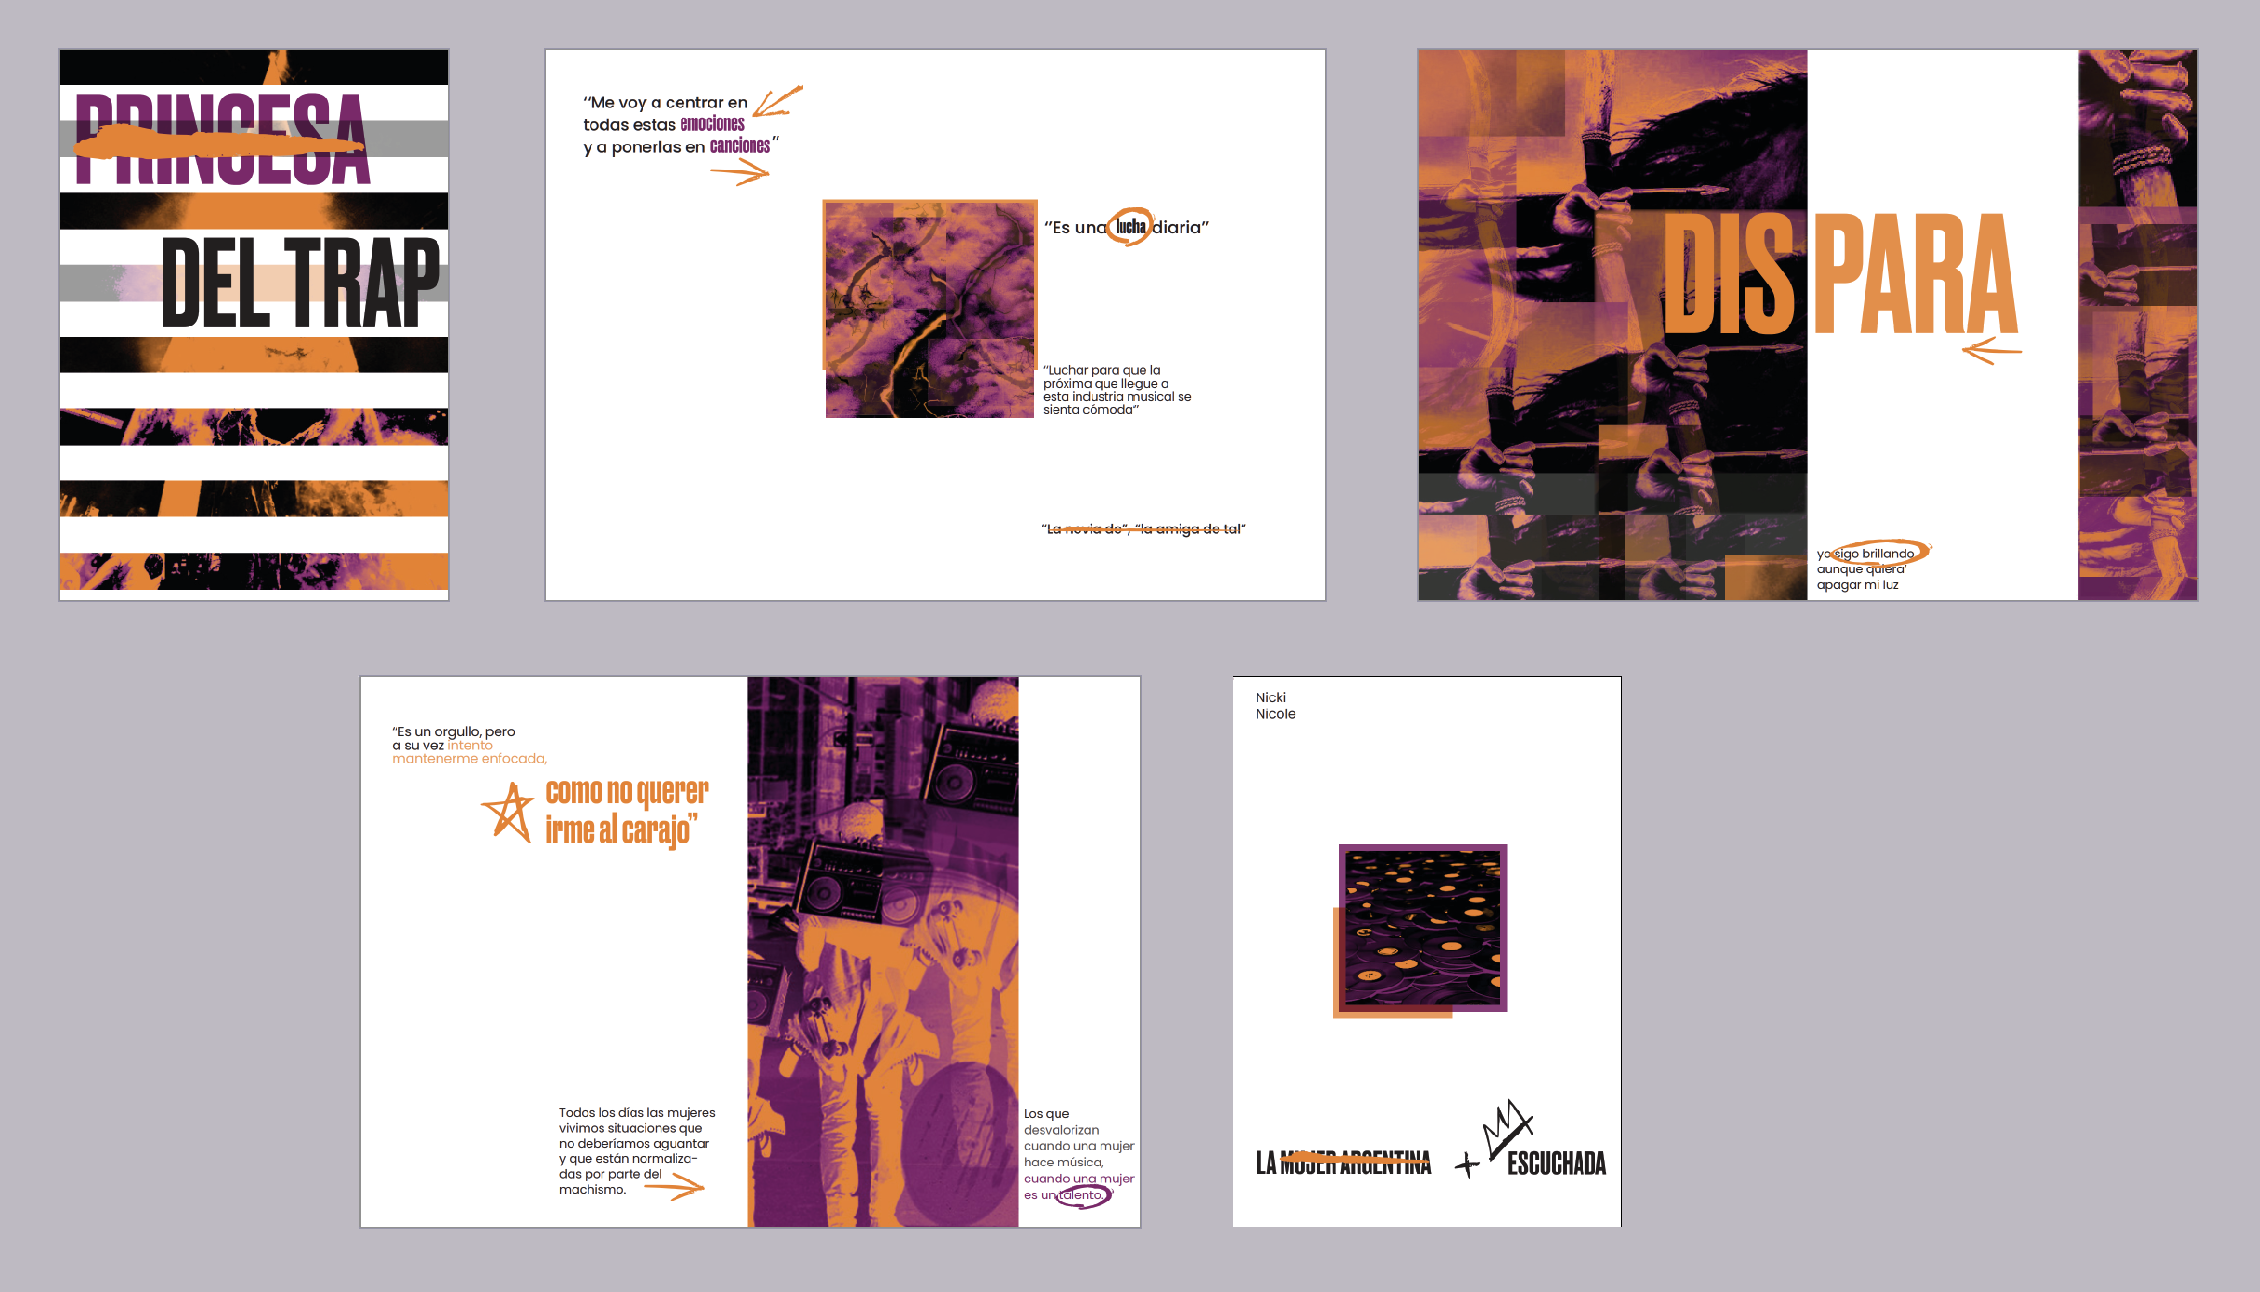 PRINCESA
DEL TRAP
“Me voy a centrar en
todas estas emociones
y a ponerlas en canciones”
“Es una lucha diaria”
“Luchar para que la
próxima que llegue a
esta industria musical se
sienta cómoda”
“La novia de”, “la amiga de tal”
DISPARA
yo sigo brillando
aunque quiera'
apagar mi luz
“Es un orgullo, pero
a su vez intento
mantenerme enfocada,
como no querer
irme al carajo”
Todos los días las mujeres
vivimos situaciones que
no deberíamos aguantar
y que están normaliza-
das por parte del
machismo.
Los que
desvalorizan
cuando una mujer
hace música,
cuando una mujer
es un talento.”
Nicki
Nicole
LA MUJER ARGENTINA + ESCUCHADA